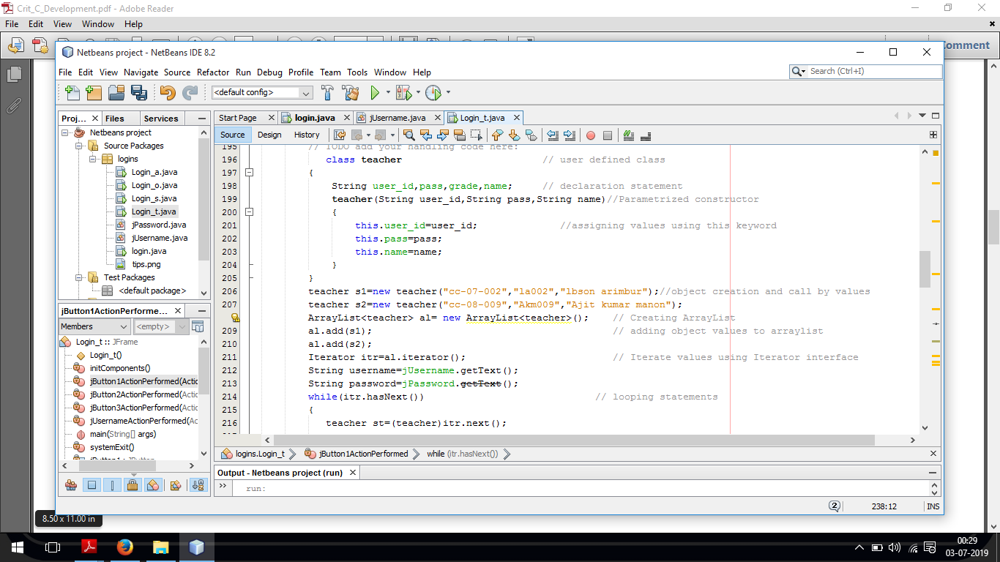 Crit_C_Development.pdf - Adobe Reader
File Edit View Window Help
Comment
Netbeans project - NetBeans IDE 8.2
File Edit View Navigate Source Refactor Run Debug Profile Team Tools Window Help
Search (Ctrl+I)
<default config>
Proj... Files Services
Netbeans project
Source Packages
logins
Login_a.java
Login_o.java
Login_s.java
Login_t.java
jPassword.java
jUsername.java
login.java
tips.png
Test Packages
<default package>
jButton1ActionPerforme...
Members <empty>
Login_t :: JFrame
Login_t()
initComponents()
jButton1ActionPerformed(Actio
jButton2ActionPerformed(Actio
jButton3ActionPerformed(Actio
jUsernameActionPerformed(Ac
main(String[] args)
systemExit()
jButton1 : JButton
Start Page login.java jUsername.java Login_t.java
Source Design History
195 // TODO add your handling code here:
196 class teacher // user defined class
197 {
198 String user_id,pass,grade,name; // declaration statement
199 teacher(String user_id,String pass,String name)//Parametrized constructor
200 {
201 this.user_id=user_id; //assigning values using this keyword
202 this.pass=pass;
203 this.name=name;
204 }
205 }
206 teacher s1=new teacher("cc-07-002","la002","lbson arimbur");//object creation and call by values
207 teacher s2=new teacher("cc-08-009","Akm009","Ajit kumar manon");
ArrayList<teacher> al= new ArrayList<teacher>(); // Creating ArrayList
209 al.add(s1); // adding object values to arraylist
210 al.add(s2);
211 Iterator itr=al.iterator(); // Iterate values using Iterator interface
212 String username=jUsername.getText();
213 String password=jPassword.getText();
214 while(itr.hasNext()) // looping statements
215 {
216 teacher st=(teacher)itr.next();
logins.Login_t jButton1ActionPerformed while (itr.hasNext())
Output - Netbeans project (run)
run:
2 238:12 INS
8.50 x 11.00 in
00:29
03-07-2019